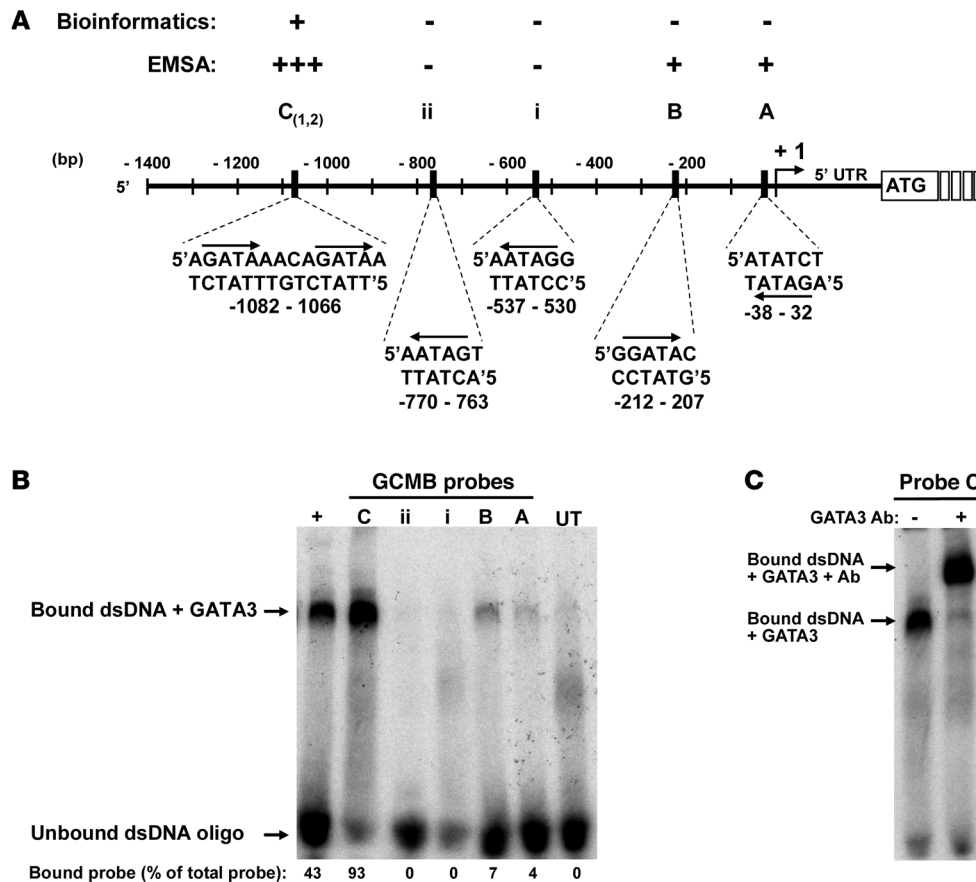 A
Bioinformatics: + - - - -
EMSA: +++ - - + +
C(1,2) ii i B A
(bp) - 1400 - 1200 - 1000 - 800 - 600 - 400 - 200 + 1
5' 5' UTR ATG
5'AGATAAACAGATAA
TCTATTTGTCTATT'5
-1082 - 1066
5'AATAGT
TTATCA'5
-770 - 763
5'AATAGG
TTATCC'5
-537 - 530
5'GGATAC
CCTATG'5
-212 - 207
5'ATATCT
TATAGA'5
-38 - 32
B
GCMB probes
+ C ii i B A UT
Bound dsDNA + GATA3
Unbound dsDNA oligo
Bound probe (% of total probe): 43 93 0 0 7 4 0
C
Probe C
GATA3 Ab: - +
Bound dsDNA
+ GATA3 + Ab
Bound dsDNA
+ GATA3